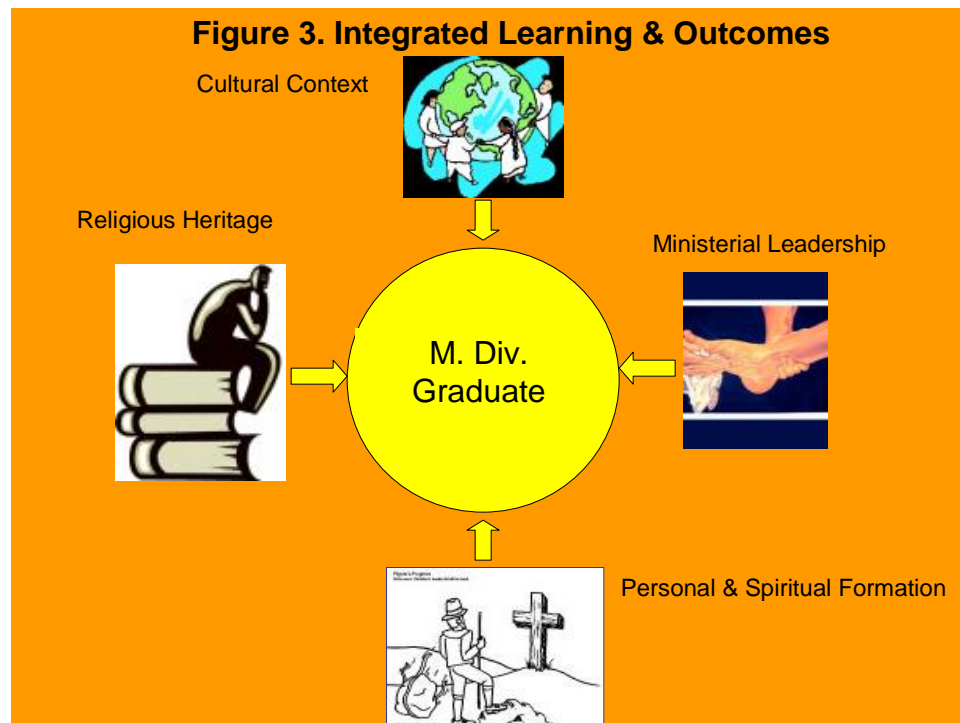 Figure 3. Integrated Learning & Outcomes
Cultural Context
Religious Heritage
Ministerial Leadership
M. Div.
Graduate
Pilgrim's Progress
Personal & Spiritual Formation